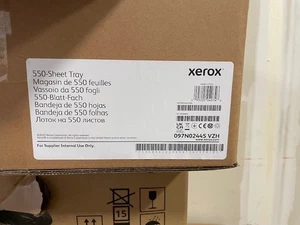 550-Sheet Tray
Magasin de 550 feuilles
Vassoio da 550 fogli
550-Blatt-Fach
Bandeja de 550 hojas
Bandeja de 550 folhas
Лоток на 550 листов
For Supplier Internal Use Only
xerox™
097N02445 VZH
15